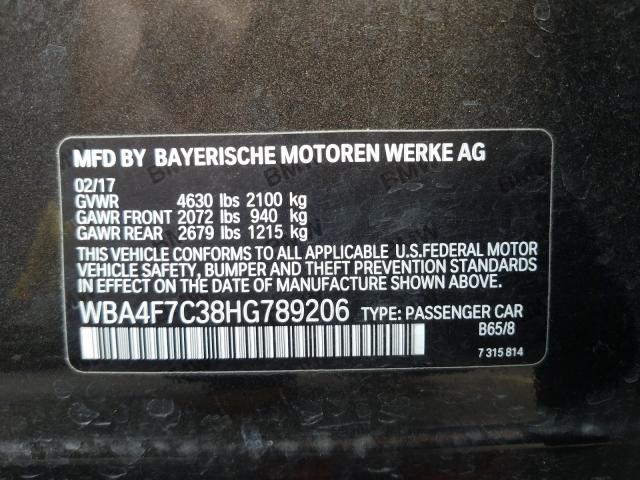 MFD BY BAYERISCHE MOTOREN WERKE AG
02/17
GVWR 4630 lbs 2100 kg
GAWR FRONT 2072 lbs 940 kg
GAWR REAR 2679 lbs 1215 kg
THIS VEHICLE CONFORMS TO ALL APPLICABLE U.S.FEDERAL MOTOR
VEHICLE SAFETY, BUMPER AND THEFT PREVENTION STANDARDS
IN EFFECT ON THE DATE OF MANUFACTURE SHOWN ABOVE.
WBA4F7C38HG789206 TYPE: PASSENGER CAR
B65/8
7 315 814